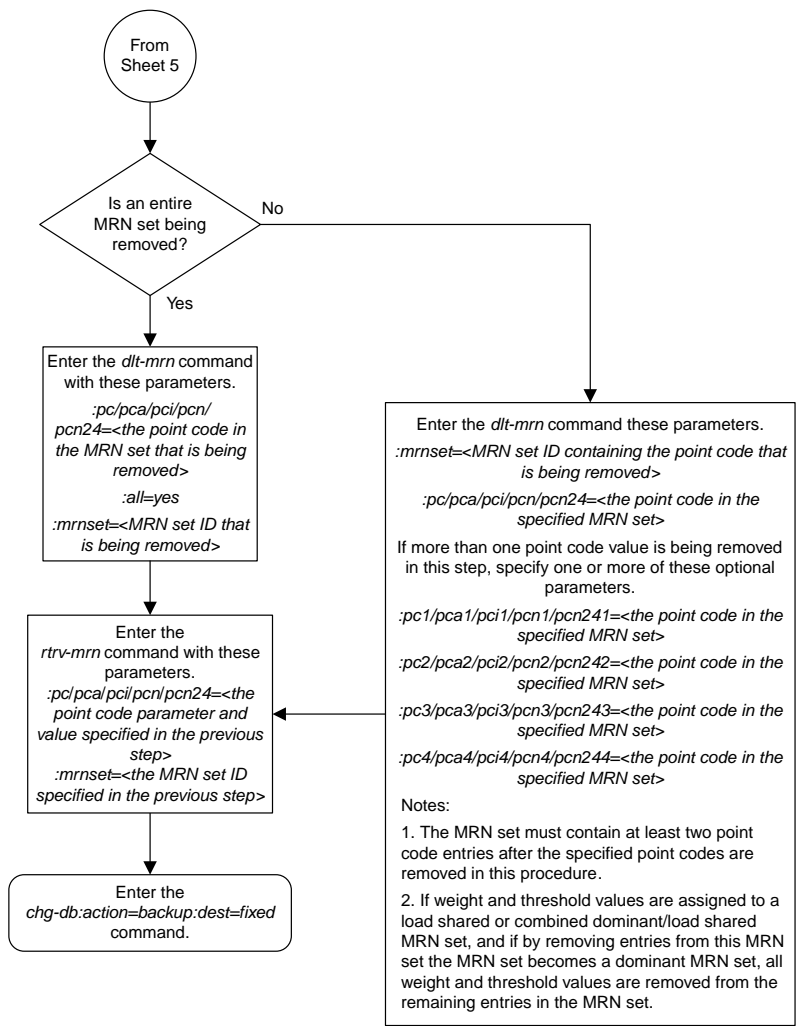 From
Sheet 5
Is an entire
MRN set being
removed?
No
Yes
Enter the dlt-mrn command
with these parameters.
:pc/pca/pci/pcn/
pcn24=<the point code in
the MRN set that is being
removed>
:all=yes
:mrnset=<MRN set ID that
is being removed>
Enter the
rtrv-mrn command with these
parameters.
:pc/pca/pci/pcn/pcn24=<the
point code parameter and
value specified in the previous
step>
:mrnset=<the MRN set ID
specified in the previous step>
Enter the
chg-db:action=backup:dest=fixed
command.
Enter the dlt-mrn command these parameters.
:mrnset=<MRN set ID containing the point code that
is being removed>
:pc/pca/pci/pcn/pcn24=<the point code in the
specified MRN set>
If more than one point code value is being removed
in this step, specify one or more of these optional
parameters.
:pc1/pca1/pci1/pcn1/pcn241=<the point code in the
specified MRN set>
:pc2/pca2/pci2/pcn2/pcn242=<the point code in the
specified MRN set>
:pc3/pca3/pci3/pcn3/pcn243=<the point code in the
specified MRN set>
:pc4/pca4/pci4/pcn4/pcn244=<the point code in the
specified MRN set>
Notes:
1. The MRN set must contain at least two point
code entries after the specified point codes are
removed in this procedure.
2. If weight and threshold values are assigned to a
load shared or combined dominant/load shared
MRN set, and if by removing entries from this MRN
set the MRN set becomes a dominant MRN set, all
weight and threshold values are removed from the
remaining entries in the MRN set.